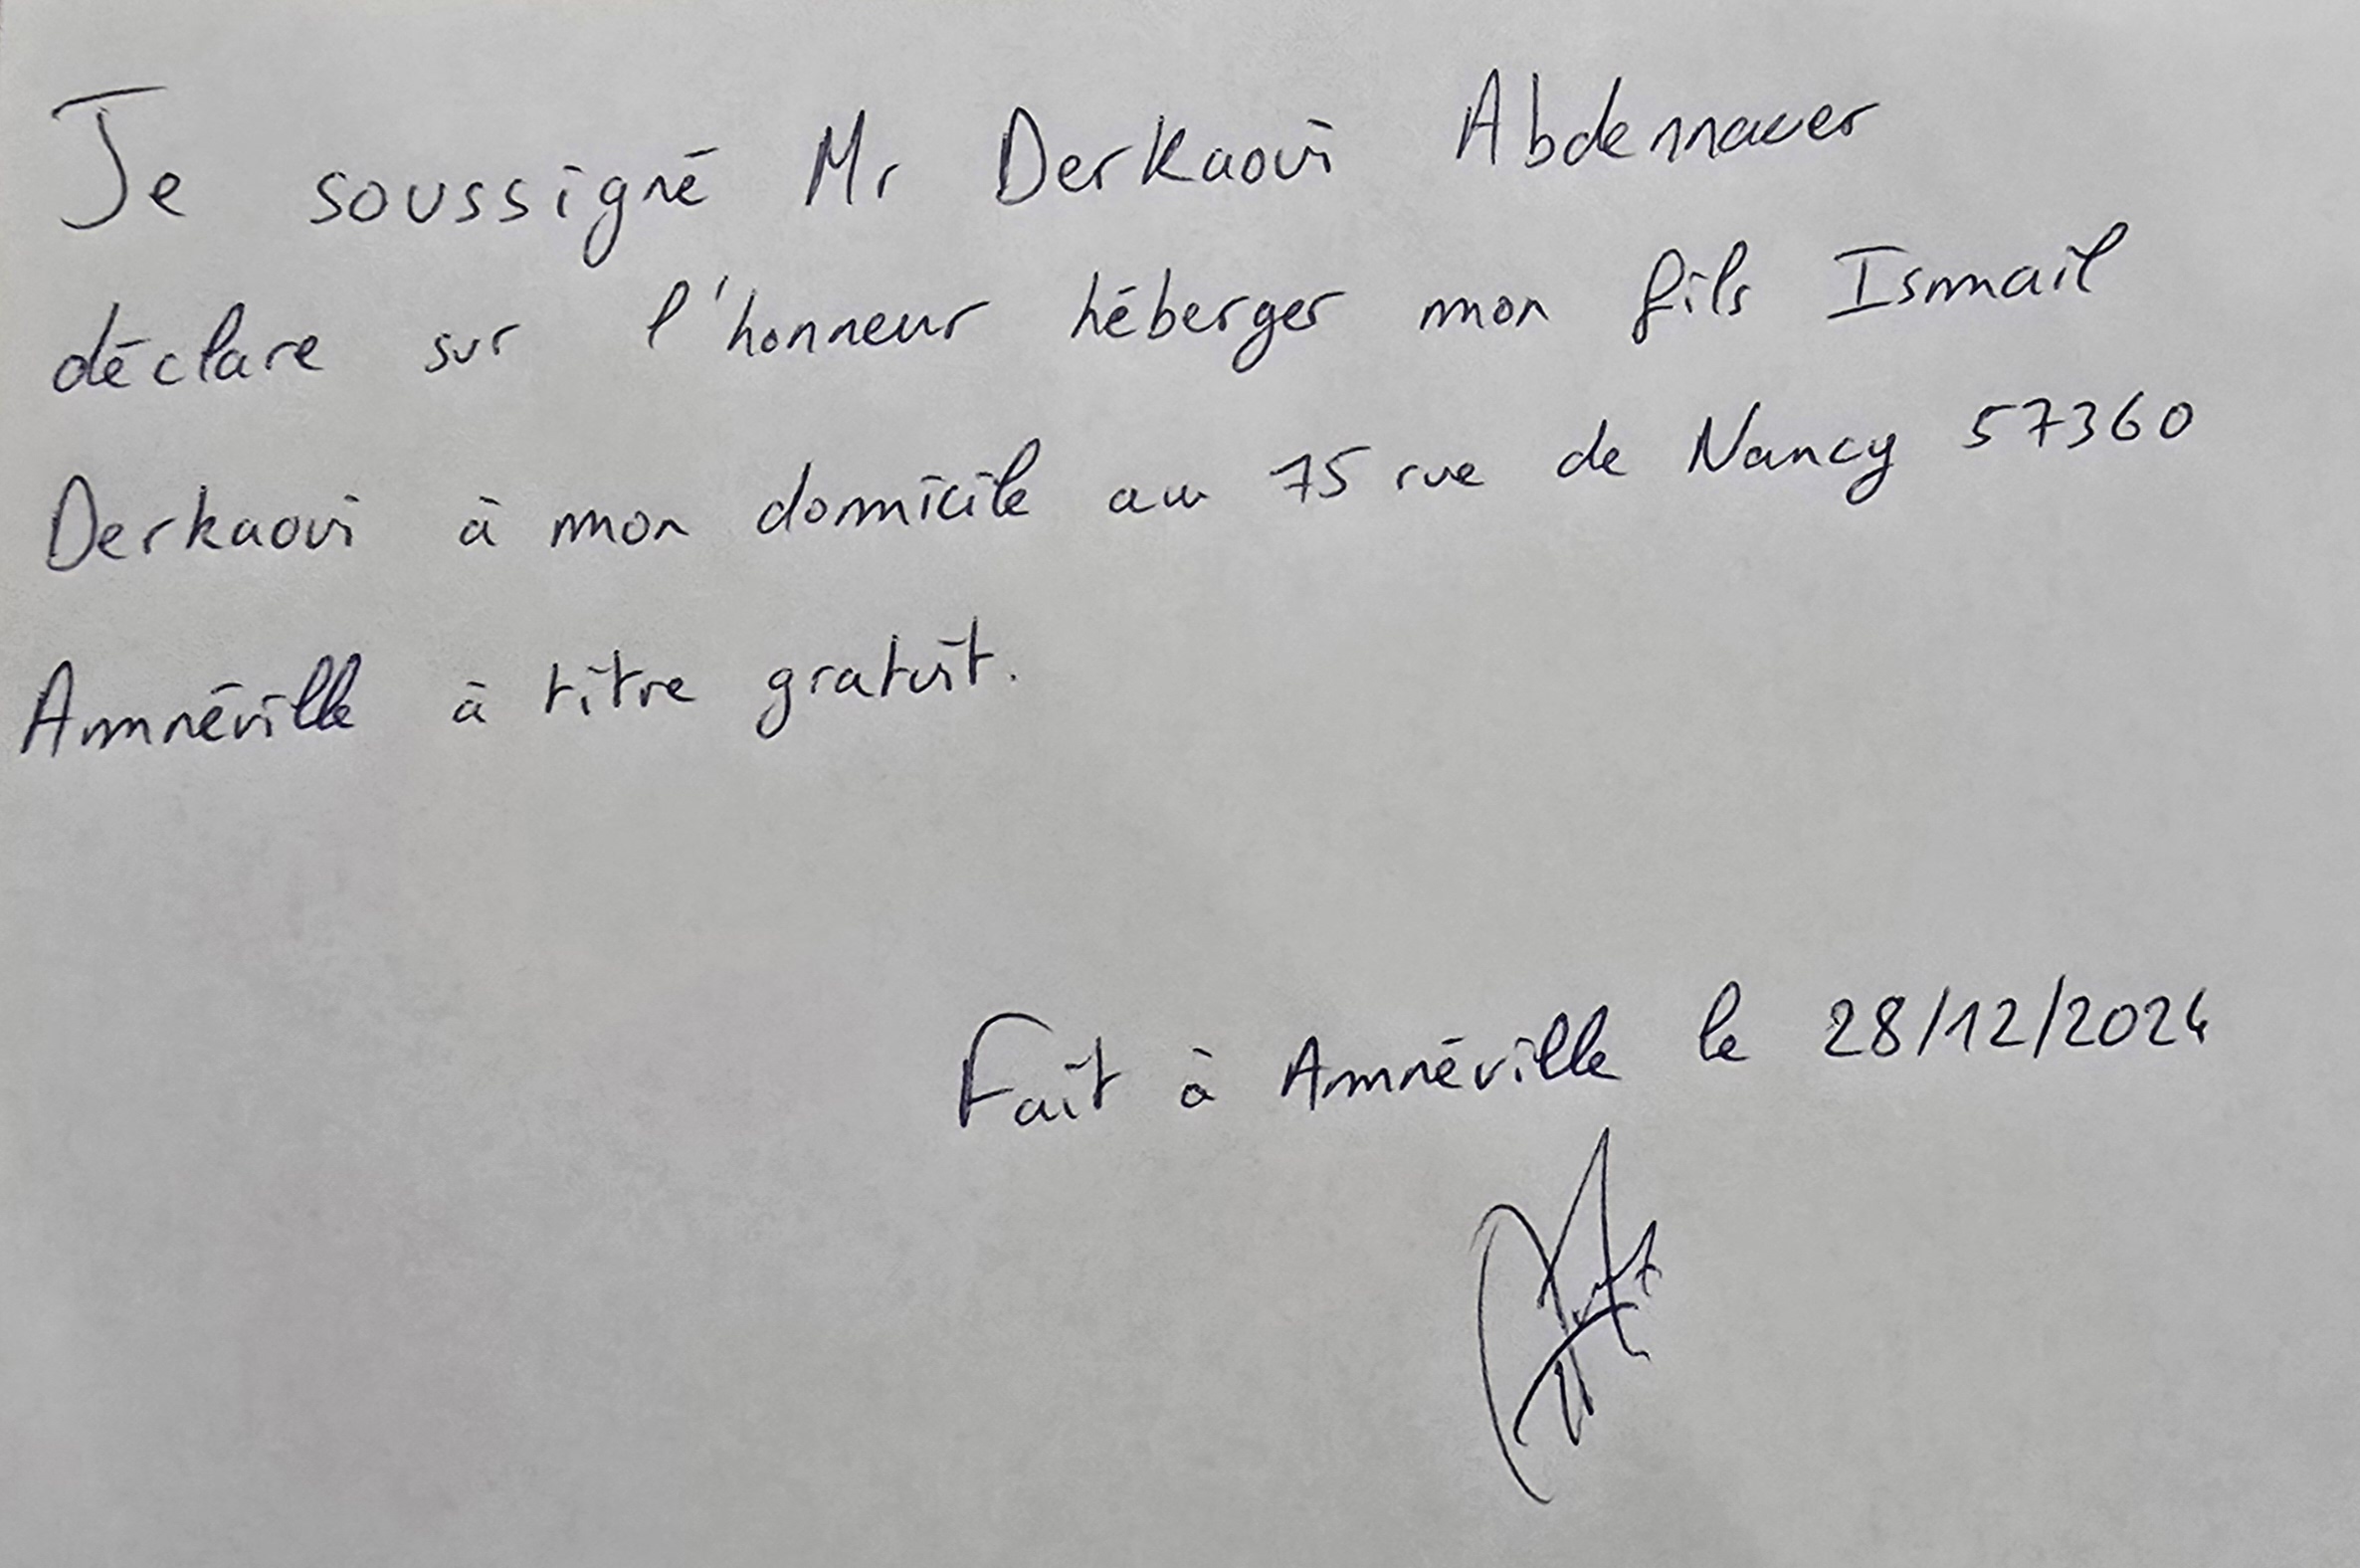 Je soussigné Mr Derkaoui Abdennacer
déclare sur l'honneur héberger mon fils Ismail
Derkaoui à mon domicile au 75 rue de Nancy 57360
Amnéville à titre gratuit.
Fait à Amnéville le 28/12/2024